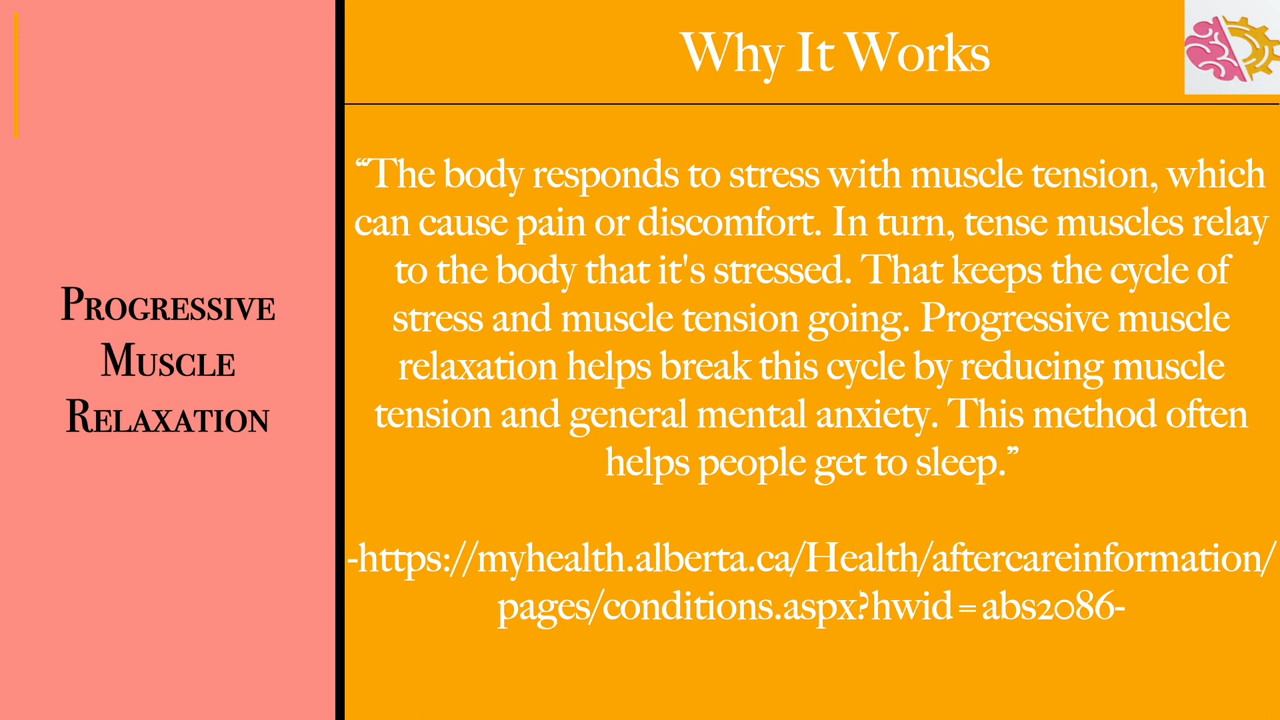 Progressive
Muscle
Relaxation
Why It Works
“The body responds to stress with muscle tension, which
can cause pain or discomfort. In turn, tense muscles relay
to the body that it's stressed. That keeps the cycle of
stress and muscle tension going. Progressive muscle
relaxation helps break this cycle by reducing muscle
tension and general mental anxiety. This method often
helps people get to sleep.”
-https://myhealth.alberta.ca/Health/aftercareinformation/
pages/conditions.aspx?hwid=abs2086-